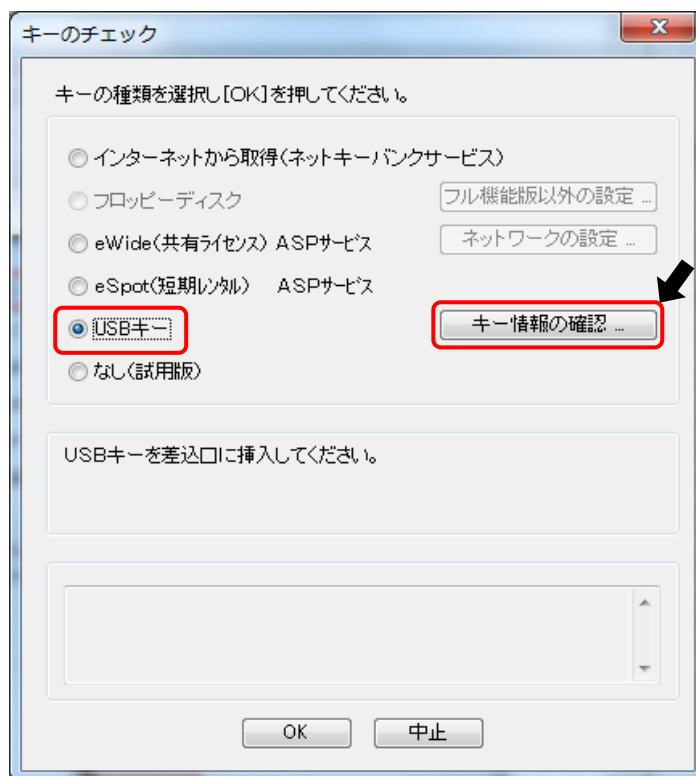 キーのチェック
キーの種類を選択し[OK]を押してください。
インターネットから取得(ネットキーバンクサービス)
フロッピーディスク
フル機能版以外の設定 ...
eWide(共有ライセンス) ASPサービス
ネットワークの設定 ...
eSpot(短期レンタル) ASPサービス
USBキー
キー情報の確認 ...
なし(試用版)
USBキーを差込口に挿入してください。
OK
中止